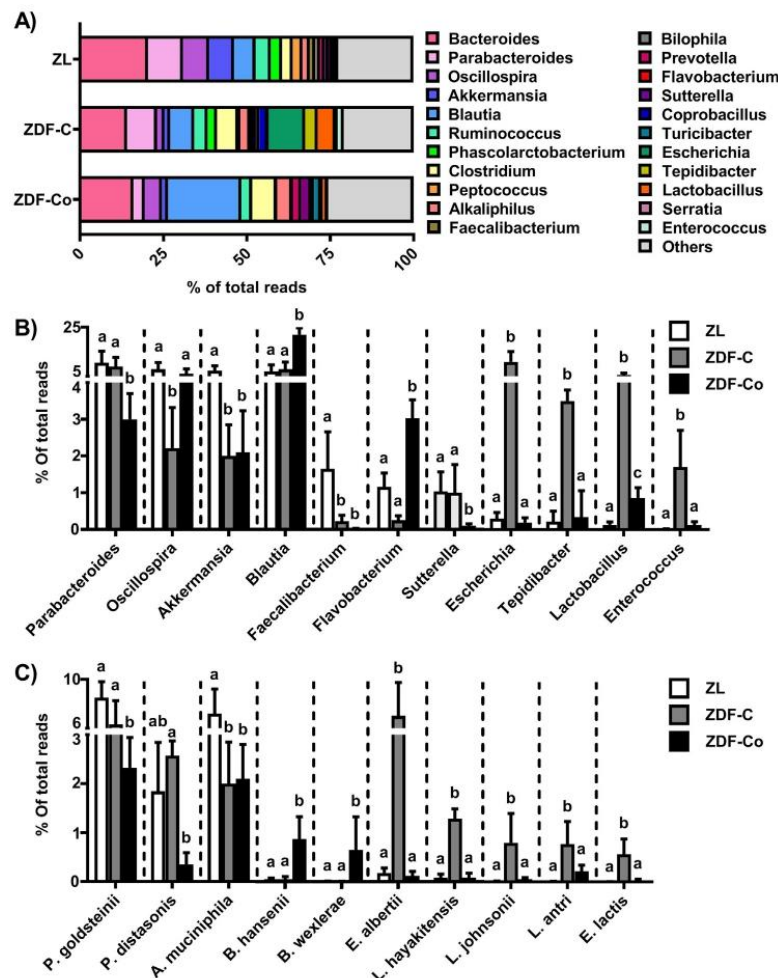 A)
ZL
ZDF-C
ZDF-Co
0 25 50 75 100
% of total reads
Bacteroides
Parabacteroides
Oscillospira
Akkermansia
Blautia
Ruminococcus
Phascolarctobacterium
Clostridium
Peptococcus
Alkaliphilus
Faecalibacterium
Bilophila
Prevotella
Flavobacterium
Sutterella
Coprobacillus
Turicibacter
Escherichia
Tepidibacter
Lactobacillus
Serratia
Enterococcus
Others
B)
% Of total reads
25
5
4
3
2
1
0
a a b
a b a
a b b
a a b
a b b
a a b
a a b
a b a
a b a
a b c
a b a
ZL
ZDF-C
ZDF-Co
Parabacteroides
Oscillospira
Akkermansia
Blautia
Faecalibacterium
Flavobacterium
Sutterella
Escherichia
Tepidibacter
Lactobacillus
Enterococcus
C)
% Of total reads
10
6
3
2
1
0
a a b
ab a b
a b b
a a b
a a b
a b a
a b a
a b a
a b a
a b a
ZL
ZDF-C
ZDF-Co
P. goldsteinii
P. distasonis
A. muciniphila
B. hansenii
B. wexlerae
E. albertii
L. hayakitensis
L. johnsonii
L. antri
E. lactis